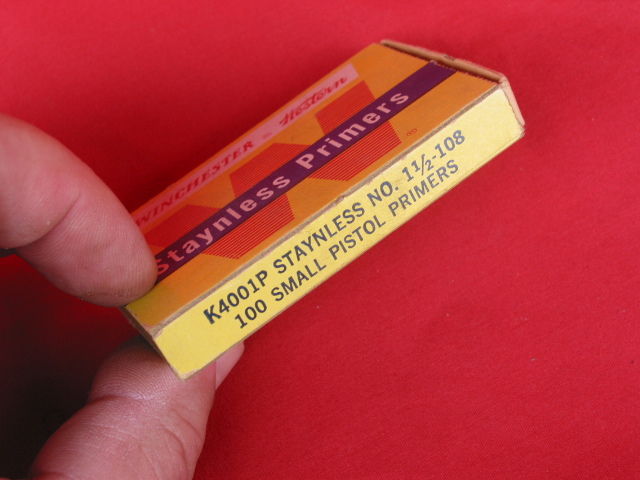 WINCHESTER - Western
Staynless Primers
K4001P STAYNLESS NO. 1½-108
100 SMALL PISTOL PRIMERS